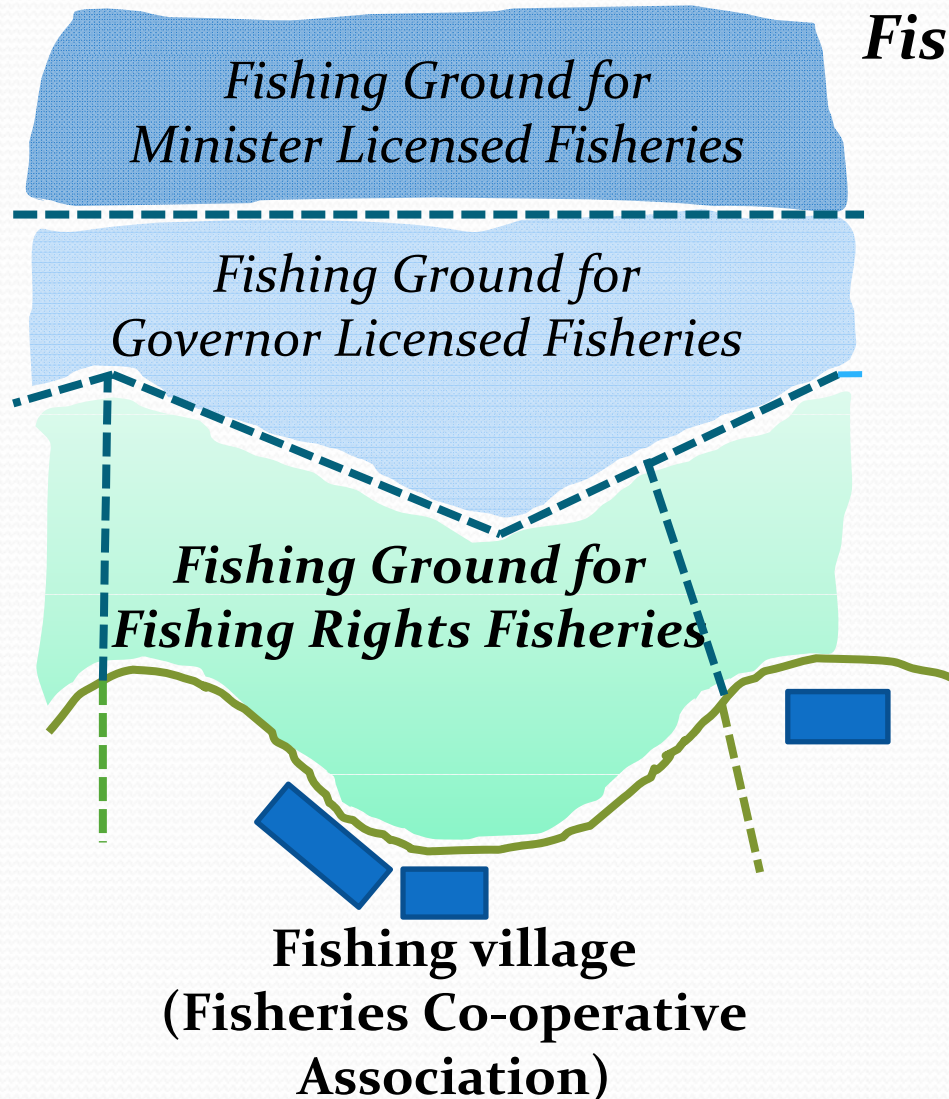 Fis
Fishing Ground for
Minister Licensed Fisheries
Fishing Ground for
Governor Licensed Fisheries
Fishing Ground for
Fishing Rights Fisheries
Fishing village
(Fisheries Co-operative
Association)